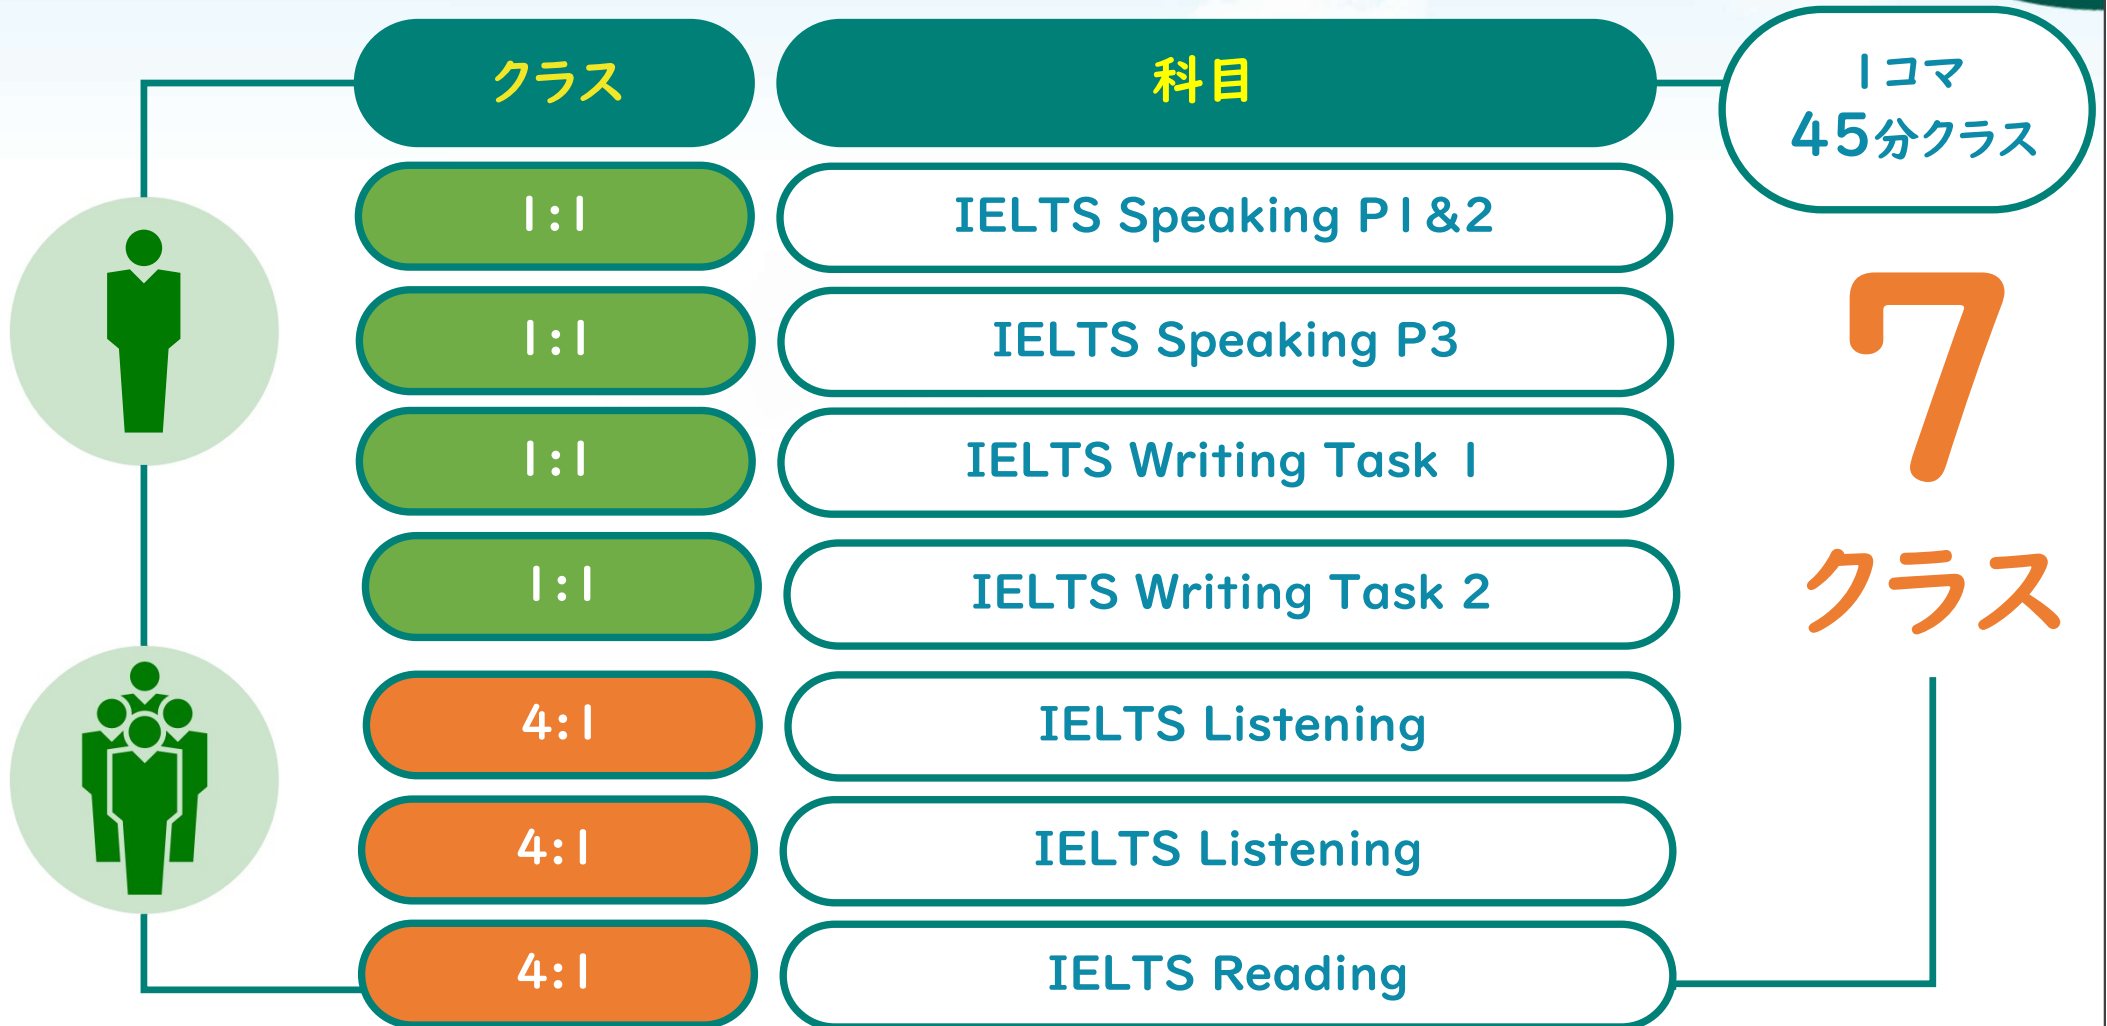 クラス 科目
1コマ
45分クラス
1:1 IELTS Speaking P1&2
1:1 IELTS Speaking P3
1:1 IELTS Writing Task 1
1:1 IELTS Writing Task 2
4:1 IELTS Listening
4:1 IELTS Listening
4:1 IELTS Reading
7
クラス